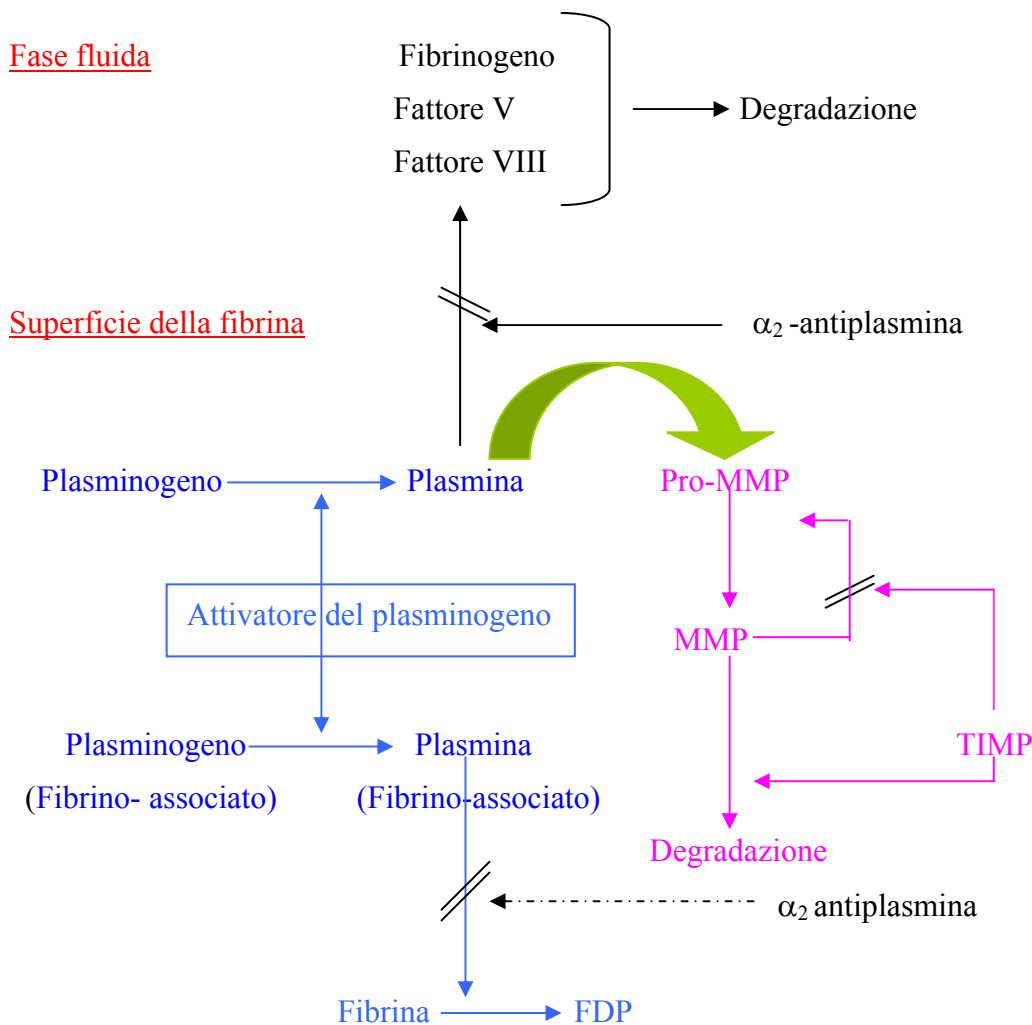 Fase fluida
Fibrinogeno
Fattore V
Degradazione
Fattore VIII
Superficie della fibrina
α₂ -antiplasmina
Plasminogeno
Plasmina
Pro-MMP
Attivatore del plasminogeno
MMP
Plasminogeno
Plasmina
TIMP
(Fibrino- associato)
(Fibrino-associato)
Degradazione
α₂ antiplasmina
Fibrina
FDP